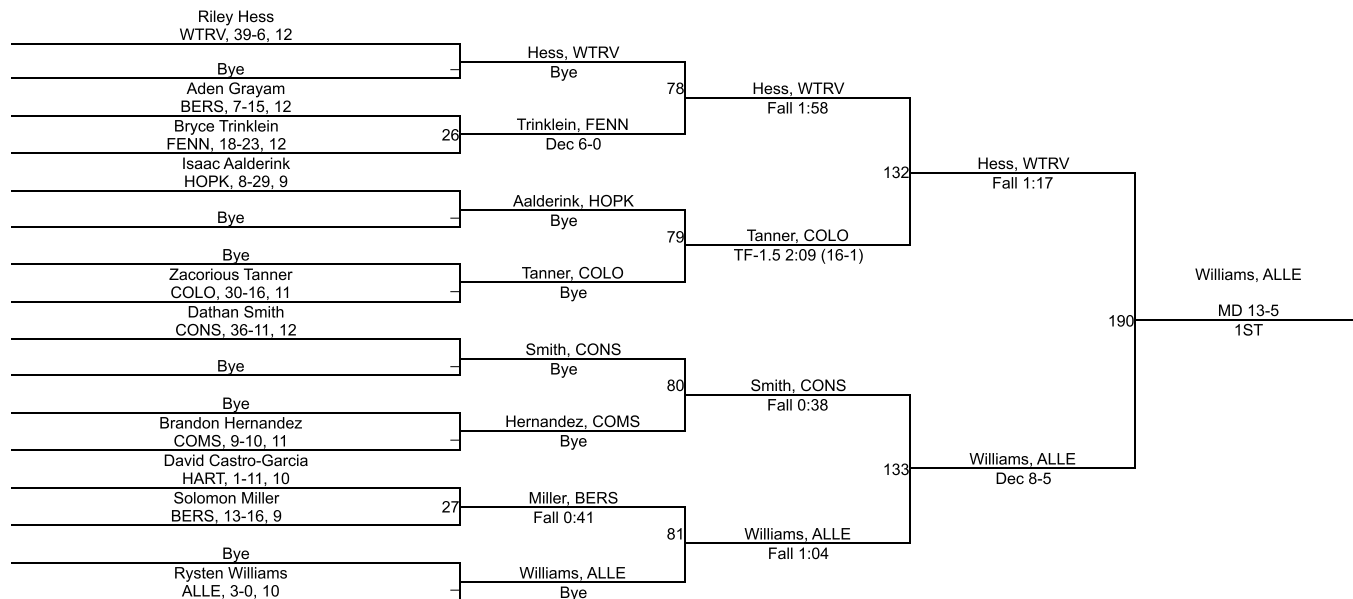 Riley Hess
WTRV, 39-6, 12
Bye
Aden Grayam
BERS, 7-15, 12
Bryce Trinklein
FENN, 18-23, 12
Isaac Aalderink
HOPK, 8-29, 9
Bye
Bye
Zacorious Tanner
COLO, 30-16, 11
Dathan Smith
CONS, 36-11, 12
Bye
Bye
Brandon Hernandez
COMS, 9-10, 11
David Castro-Garcia
HART, 1-11, 10
Solomon Miller
BERS, 13-16, 9
Bye
Rysten Williams
ALLE, 3-0, 10
–
26
–
–
–
–
27
–
Hess, WTRV
Bye
Trinklein, FENN
Dec 6-0
Aalderink, HOPK
Bye
Tanner, COLO
Bye
Smith, CONS
Bye
Hernandez, COMS
Bye
Miller, BERS
Fall 0:41
Williams, ALLE
Bye
78
79
80
81
Hess, WTRV
Fall 1:58
Tanner, COLO
TF-1.5 2:09 (16-1)
Smith, CONS
Fall 0:38
Williams, ALLE
Fall 1:04
132
133
Hess, WTRV
Fall 1:17
Williams, ALLE
Dec 8-5
190
Williams, ALLE
MD 13-5
1ST